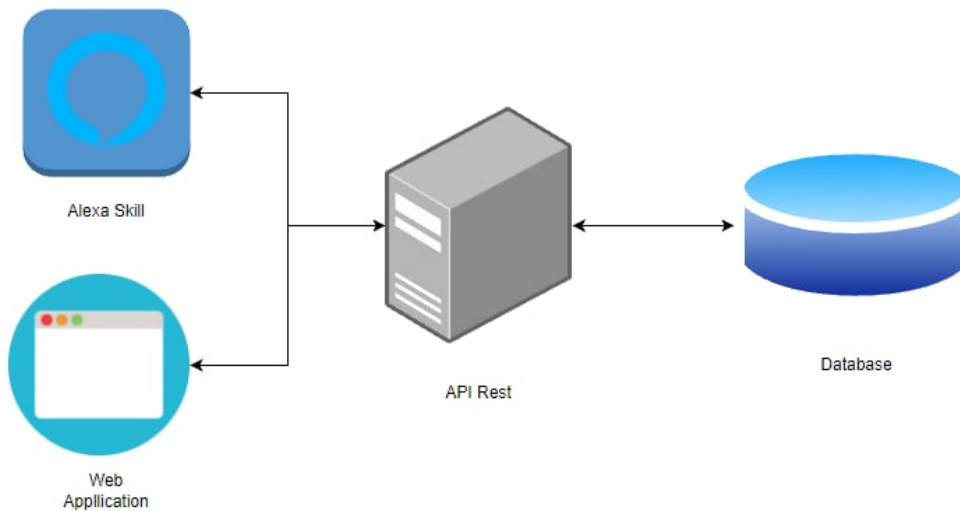 Alexa Skill
API Rest
Database
Web
Appllication